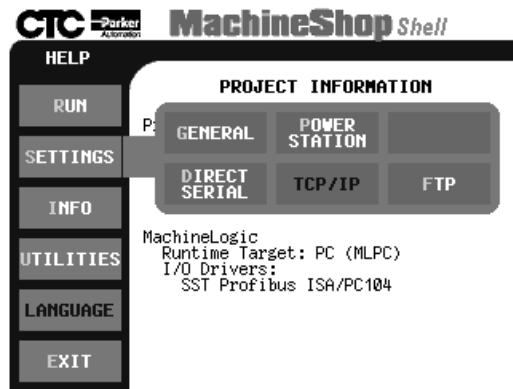 CTC Parker Automation MachineShop Shell
HELP
PROJECT INFORMATION
RUN
GENERAL
POWER STATION
SETTINGS
DIRECT SERIAL
TCP/IP
FTP
INFO
MachineLogic
Runtime Target: PC (MLPC)
I/O Drivers:
SST Profibus ISA/PC104
UTILITIES
LANGUAGE
EXIT